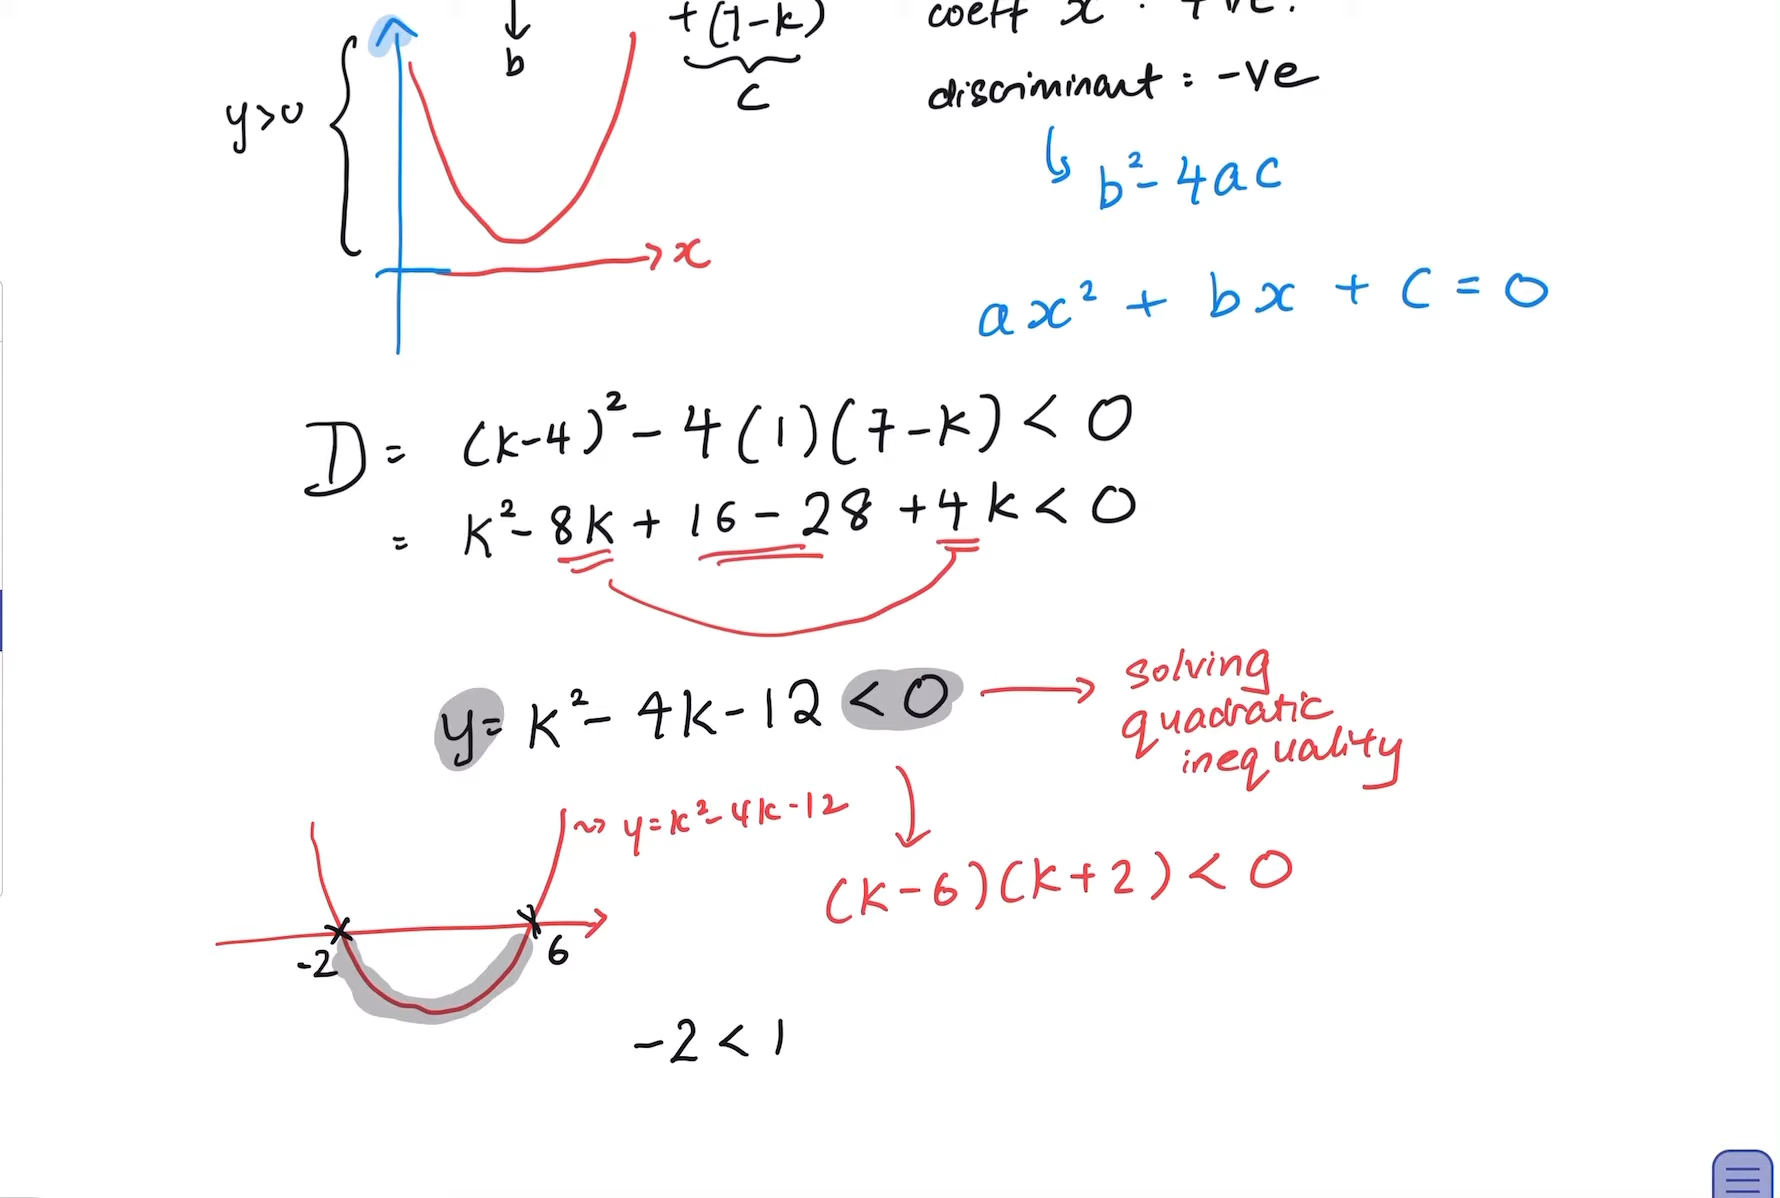 +(7-k)
coeff x : +ve.
b
c
discriminant : -ve
y>0
b²-4ac
x
ax² + bx + c = 0
D = (k-4)² - 4(1)(7-k) < 0
= k² - 8k + 16 - 28 + 4k < 0
y= k² - 4k - 12 < 0
solving
quadratic
inequality
y=k²-4k-12
(k-6)(k+2) < 0
-2
6
-2 < 1